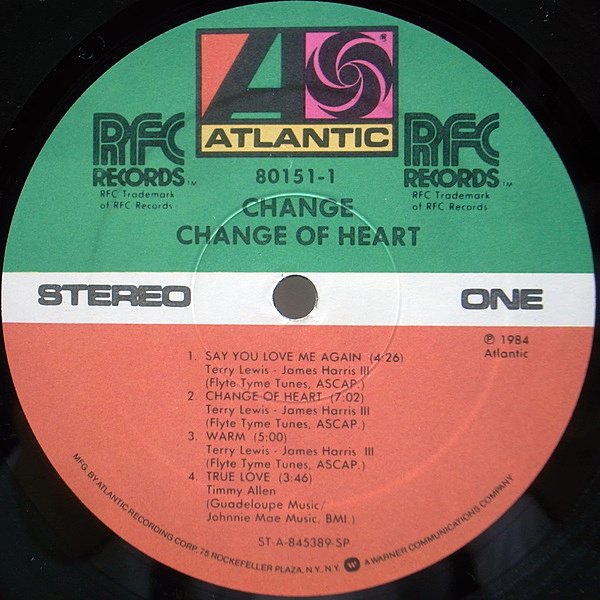 ATLANTIC
RFC
RECORDS™
RFC Trademark
of RFC Records
RFC
RECORDS™
RFC Trademark
of RFC Records
80151-1
CHANGE
CHANGE OF HEART
STEREO
ONE
℗ 1984
Atlantic
1. SAY YOU LOVE ME AGAIN (4:26)
Terry Lewis - James Harris III
(Flyte Tyme Tunes, ASCAP.)
2. CHANGE OF HEART (7:02)
Terry Lewis - James Harris III
(Flyte Tyme Tunes, ASCAP.)
3. WARM (5:00)
Terry Lewis - James Harris III
(Flyte Tyme Tunes, ASCAP.)
4. TRUE LOVE (3:46)
Timmy Allen
(Guadeloupe Music/
Johnnie Mae Music, BMI.)
ST-A-845389-SP
MFG. BY ATLANTIC RECORDING CORP. 75 ROCKEFELLER PLAZA, N.Y. N.Y. A WARNER COMMUNICATIONS COMPANY